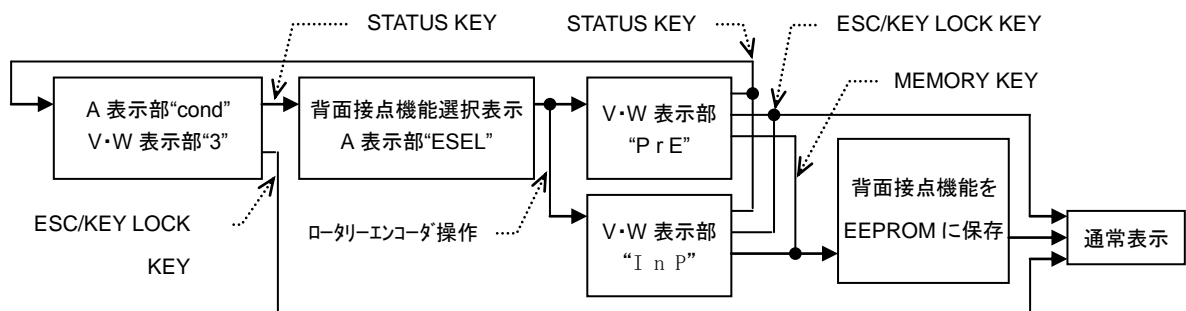 STATUS KEY
STATUS KEY
ESC/KEY LOCK KEY
MEMORY KEY
A 表示部“cond”
V・W 表示部“3”
背面接点機能選択表示
A 表示部“ESEL”
V・W 表示部
“P r E”
V・W 表示部
“I n P”
背面接点機能を
EEPROM に保存
通常表示
ESC/KEY LOCK
KEY
ﾛｰﾀﾘｰｴﾝｺｰﾀﾞ操作